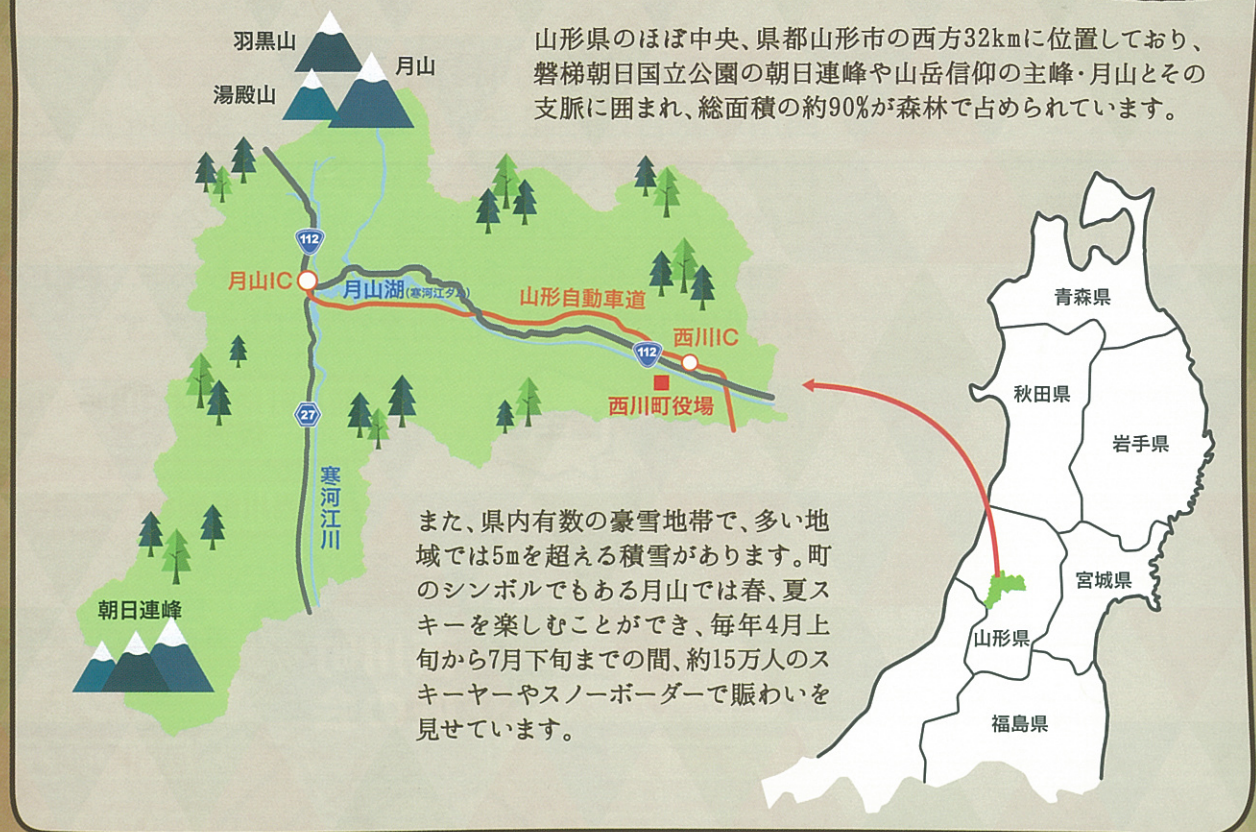 山形県のほぼ中央、県都山形市の西方32kmに位置しており、
磐梯朝日国立公園の朝日連峰や山岳信仰の主峰・月山とその
支脈に囲まれ、総面積の約90%が森林で占められています。
羽黒山
月山
湯殿山
112
月山IC
月山湖(寒河江ダム)
山形自動車道
西川IC
112
西川町役場
27
寒河江川
朝日連峰
青森県
秋田県
岩手県
宮城県
山形県
福島県
また、県内有数の豪雪地帯で、多い地
域では5mを超える積雪があります。町
のシンボルでもある月山では春、夏ス
キーを楽しむことができ、毎年4月上
旬から7月下旬までの間、約15万人のス
キーヤーやスノーボーダーで賑わいを
見せています。